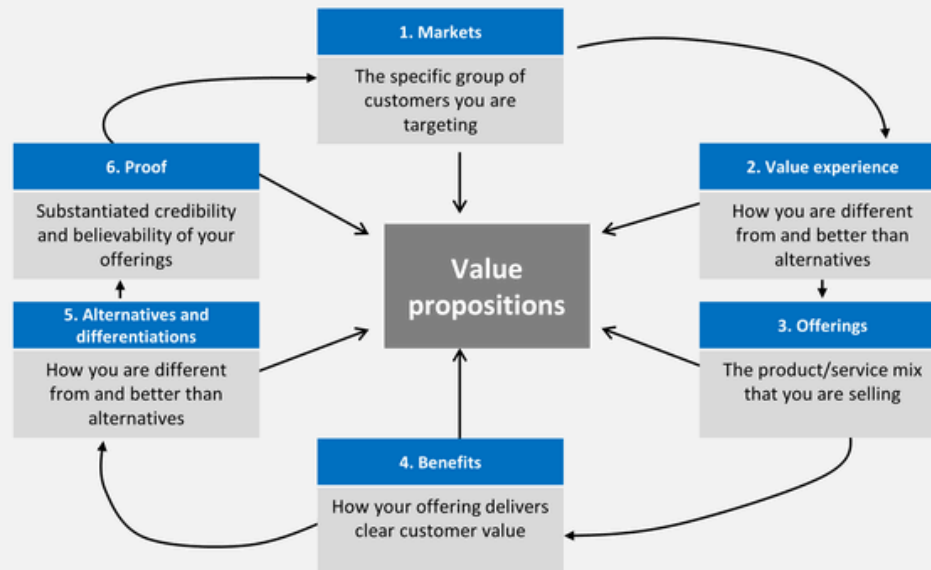 1. Markets
The specific group of
customers you are
targeting
2. Value experience
How you are different
from and better than
alternatives
3. Offerings
The product/service mix
that you are selling
4. Benefits
How your offering delivers
clear customer value
5. Alternatives and
differentiations
How you are different
from and better than
alternatives
6. Proof
Substantiated credibility
and believability of your
offerings
Value
propositions